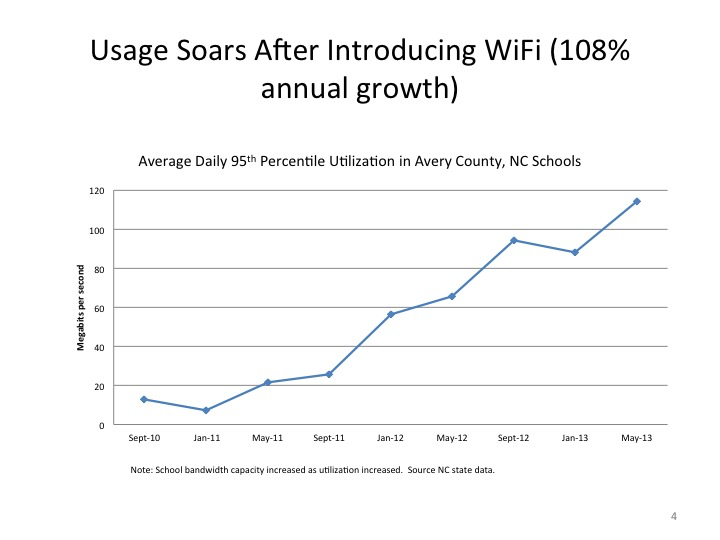 Usage Soars After Introducing WiFi (108%
annual growth)
Average Daily 95th Percentile Utilization in Avery County, NC Schools
120
100
80
60
40
20
0
Megabits per second
Sept-10 Jan-11 May-11 Sept-11 Jan-12 May-12 Sept-12 Jan-13 May-13
Note: School bandwidth capacity increased as utilization increased. Source NC state data.
4